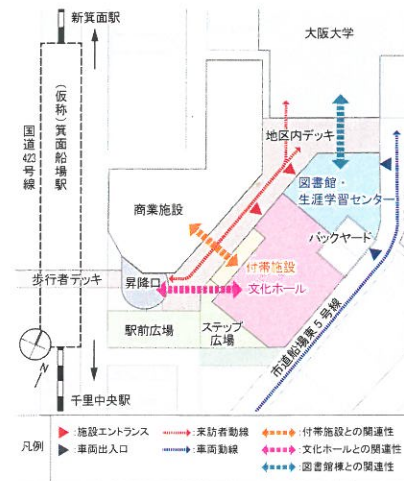 新箕面駅
大阪大学
(仮称)箕面船場駅
国道423号線
地区内デッキ
図書館・
生涯学習センター
商業施設
バックヤード
付帯施設
歩行者デッキ
昇降口
文化ホール
駅前広場
ステップ
広場
市道船場東5号線
N
千里中央駅
凡例
:施設エントランス
:来訪者動線
:付帯施設との関連性
:車両出入口
:車両動線
:文化ホールとの関連性
:図書館棟との関連性